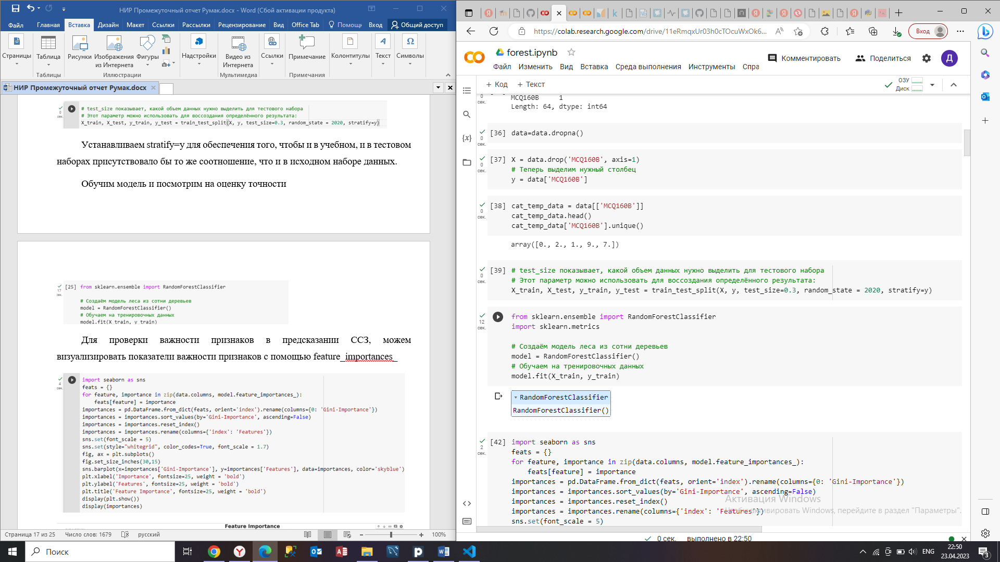 НИР Промежуточный отчет Румак.docx - Word (Сбой активации продукта)
Файл Главная Вставка Дизайн Макет Ссылки Рассылки Рецензирование Вид Office Tab Помощь Вход Общий доступ
Страницы Таблица Рисунки Изображения из Интернета Фигуры Надстройки Видео из Интернета Ссылки Примечание Колонтитулы Текст Символы
Таблицы Иллюстрации Мультимедиа Примечания
НИР Промежуточный отчет Румак.docx
0
сек.
# test_size показывает, какой объем данных нужно выделить для тестового набора
# Этот параметр можно использовать для воссоздания определённого результата:
X_train, X_test, y_train, y_test = train_test_split(X, y, test_size=0.3, random_state = 2020, stratify=y)
Устанавливаем stratify=y для обеспечения того, чтобы и в учебном, и в тестовом
наборах присутствовало бы то же соотношение, что и в исходном наборе данных.
Обучим модель и посмотрим на оценку точности
17
сек.
[25] from sklearn.ensemble import RandomForestClassifier
# Создаём модель леса из сотни деревьев
model = RandomForestClassifier()
# Обучаем на тренировочных данных
model.fit(X_train, y_train)
Для проверки важности признаков в предсказании ССЗ, можем
визуализировать показатели важности признаков с помощью feature_importances_
4
сек.
import seaborn as sns
feats = {}
for feature, importance in zip(data.columns, model.feature_importances_):
feats[feature] = importance
importances = pd.DataFrame.from_dict(feats, orient='index').rename(columns={0: 'Gini-Importance'})
importances = importances.sort_values(by='Gini-Importance', ascending=False)
importances = importances.reset_index()
importances = importances.rename(columns={'index': 'Features'})
sns.set(font_scale = 5)
sns.set(style="whitegrid", color_codes=True, font_scale = 1.7)
fig, ax = plt.subplots()
fig.set_size_inches(30,15)
sns.barplot(x=importances['Gini-Importance'], y=importances['Features'], data=importances, color='skyblue')
plt.xlabel('Importance', fontsize=25, weight = 'bold')
plt.ylabel('Features', fontsize=25, weight = 'bold')
plt.title('Feature Importance', fontsize=25, weight = 'bold')
display(plt.show())
display(importances)
Feature Importance
Страница 17 из 25 Число слов: 1679 русский 100%
https://colab.research.google.com/drive/11eRmqxUr03h0cTOcuWxOk6... Вход
forest.ipynb
Файл Изменить Вид Вставка Среда выполнения Инструменты Спра
Комментировать Поделиться Д
+ Код + Текст
ОЗУ
Диск
0
сек.
MCQ160B 1
Length: 64, dtype: int64
0
сек.
[36] data=data.dropna()
0
сек.
[37] X = data.drop('MCQ160B', axis=1)
# Теперь выделим нужный столбец
y = data['MCQ160B']
0
сек.
[38] cat_temp_data = data[['MCQ160B']]
cat_temp_data.head()
cat_temp_data['MCQ160B'].unique()
array([0., 2., 1., 9., 7.])
0
сек.
[39] # test_size показывает, какой объем данных нужно выделить для тестового набора
# Этот параметр можно использовать для воссоздания определённого результата:
X_train, X_test, y_train, y_test = train_test_split(X, y, test_size=0.3, random_state = 2020, stratify=y)
12
сек.
from sklearn.ensemble import RandomForestClassifier
import sklearn.metrics
# Создаём модель леса из сотни деревьев
model = RandomForestClassifier()
# Обучаем на тренировочных данных
model.fit(X_train, y_train)
RandomForestClassifier
RandomForestClassifier()
2
сек.
[42] import seaborn as sns
feats = {}
for feature, importance in zip(data.columns, model.feature_importances_):
feats[feature] = importance
importances = pd.DataFrame.from_dict(feats, orient='index').rename(columns={0: 'Gini-Importance'})
importances = importances.sort_values(by='Gini-Importance', ascending=False)
importances = importances.reset_index()
importances = importances.rename(columns={'index': 'Features'})
sns.set(font_scale = 5)
Активация Windows
Чтобы активировать Windows, перейдите в раздел "Параметры".
0 сек. выполнено в 22:50
Поиск
ENG
22:50
23.04.2023
3